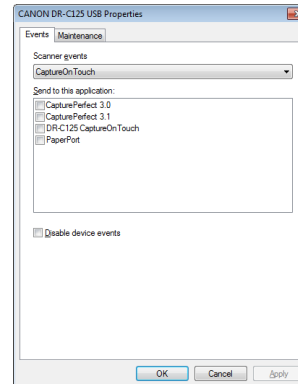 CANON DR-C125 USB Properties
Events Maintenance
Scanner events
CaptureOnTouch
Send to this application:
CapturePerfect 3.0
CapturePerfect 3.1
DR-C125 CaptureOnTouch
PaperPort
Disable device events
OK Cancel Apply